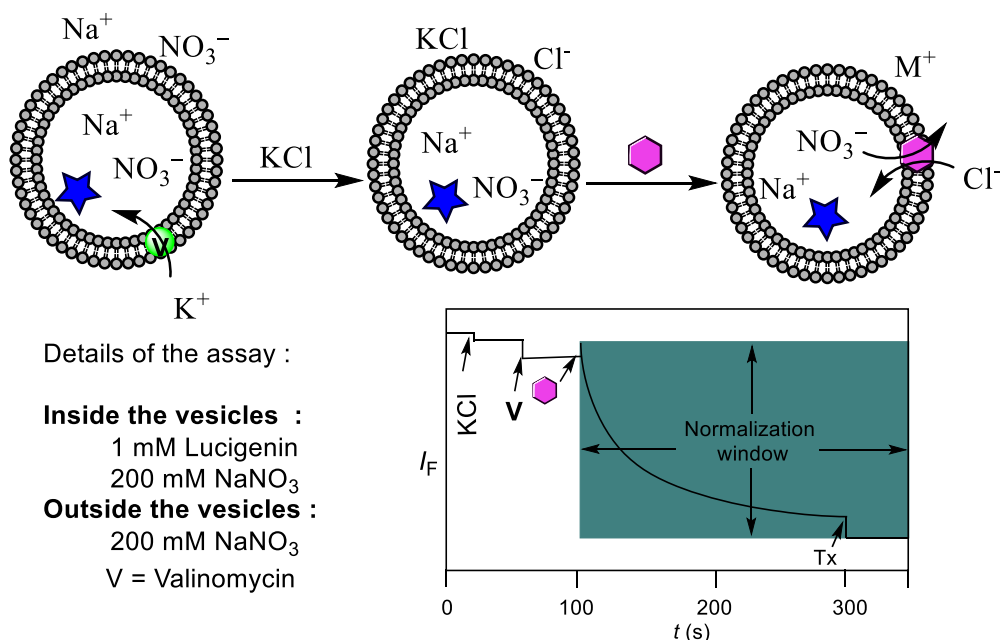 Na⁺
NO₃⁻
Na⁺
NO₃⁻
V
K⁺
KCl
KCl
Cl⁻
Na⁺
NO₃⁻
M⁺
NO₃⁻
Na⁺
Cl⁻
Details of the assay :
Inside the vesicles :
1 mM Lucigenin
200 mM NaNO₃
Outside the vesicles :
200 mM NaNO₃
V = Valinomycin
I_F
KCl
V
Normalization
window
Tx
0
100
200
300
t (s)